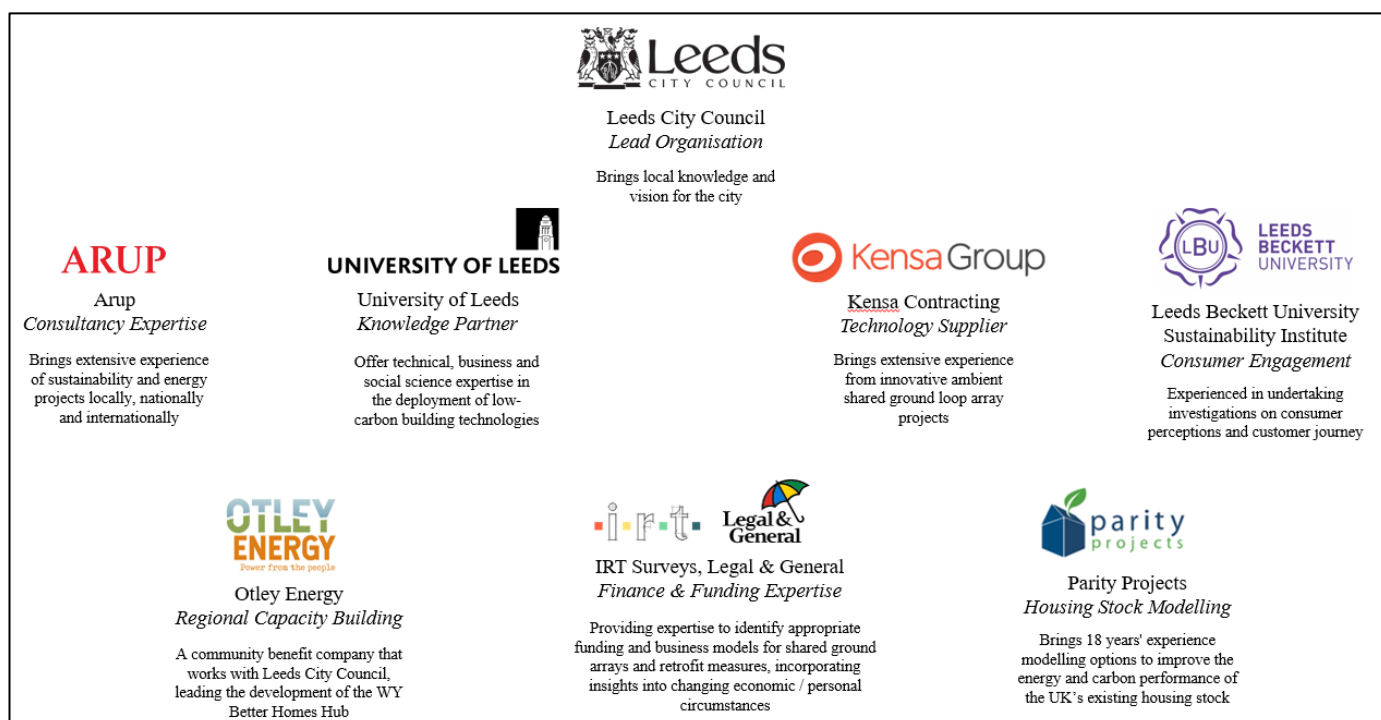 Leeds
CITY COUNCIL
Leeds City Council
Lead Organisation
Brings local knowledge and
vision for the city
ARUP
Arup
Consultancy Expertise
Brings extensive experience
of sustainability and energy
projects locally, nationally
and internationally
UNIVERSITY OF LEEDS
University of Leeds
Knowledge Partner
Offer technical, business and
social science expertise in
the deployment of low-
carbon building technologies
Kensa Group
Kensa Contracting
Technology Supplier
Brings extensive experience
from innovative ambient
shared ground loop array
projects
LBU
LEEDS
BECKETT
UNIVERSITY
Leeds Beckett University
Sustainability Institute
Consumer Engagement
Experienced in undertaking
investigations on consumer
perceptions and customer journey
OTLEY
ENERGY
Power from the people
Otley Energy
Regional Capacity Building
A community benefit company that
works with Leeds City Council,
leading the development of the WY
Better Homes Hub
i.r.t.
Legal &
General
IRT Surveys, Legal & General
Finance & Funding Expertise
Providing expertise to identify appropriate
funding and business models for shared ground
arrays and retrofit measures, incorporating
insights into changing economic / personal
circumstances
parity
projects
Parity Projects
Housing Stock Modelling
Brings 18 years' experience
modelling options to improve the
energy and carbon performance of
the UK’s existing housing stock